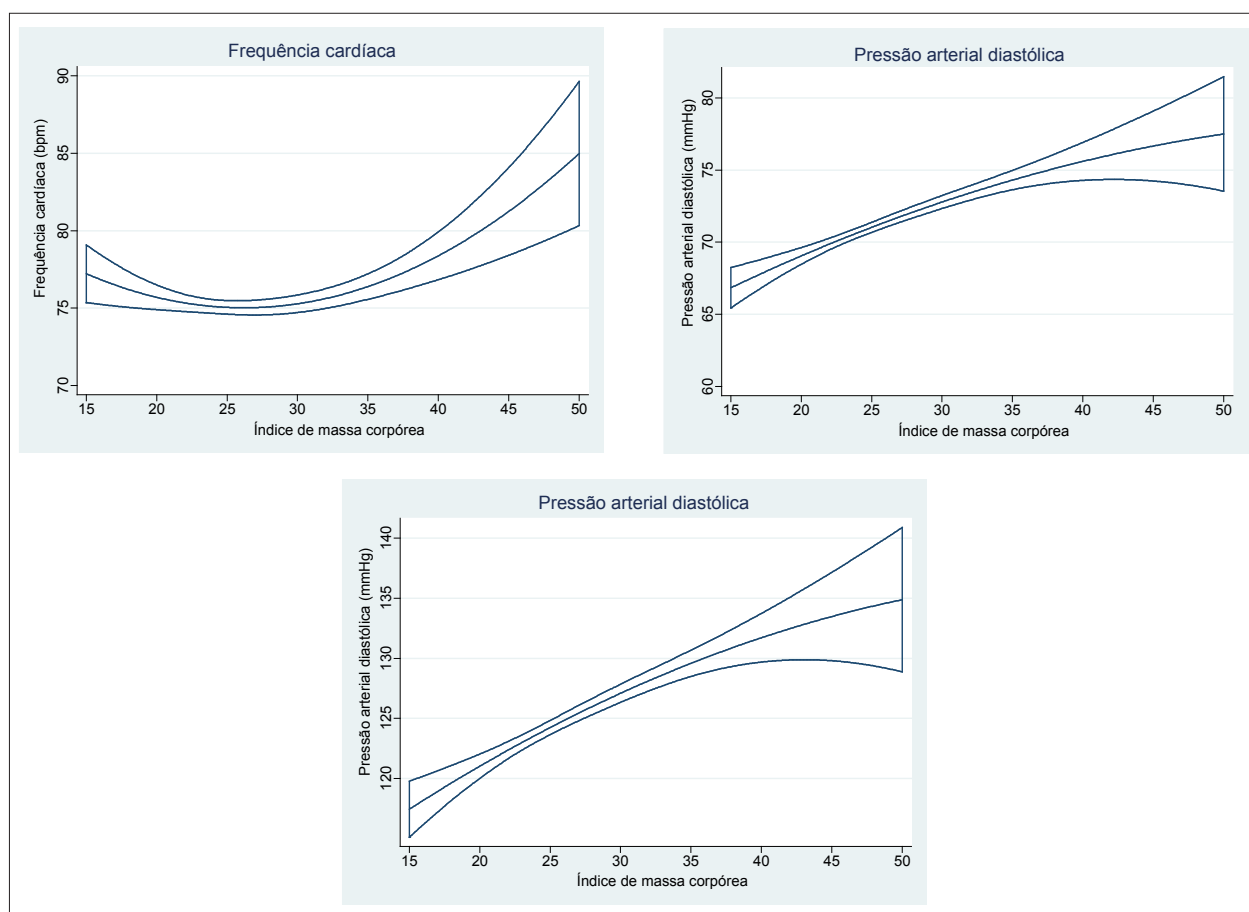 Frequência cardíaca
Frequência cardíaca (bpm)
90
85
80
75
70
15 20 25 30 35 40 45 50
Índice de massa corpórea
Pressão arterial diastólica
Pressão arterial diastólica (mmHg)
80
75
70
65
60
15 20 25 30 35 40 45 50
Índice de massa corpórea
Pressão arterial diastólica
Pressão arterial diastólica (mmHg)
140
135
130
125
120
15 20 25 30 35 40 45 50
Índice de massa corpórea